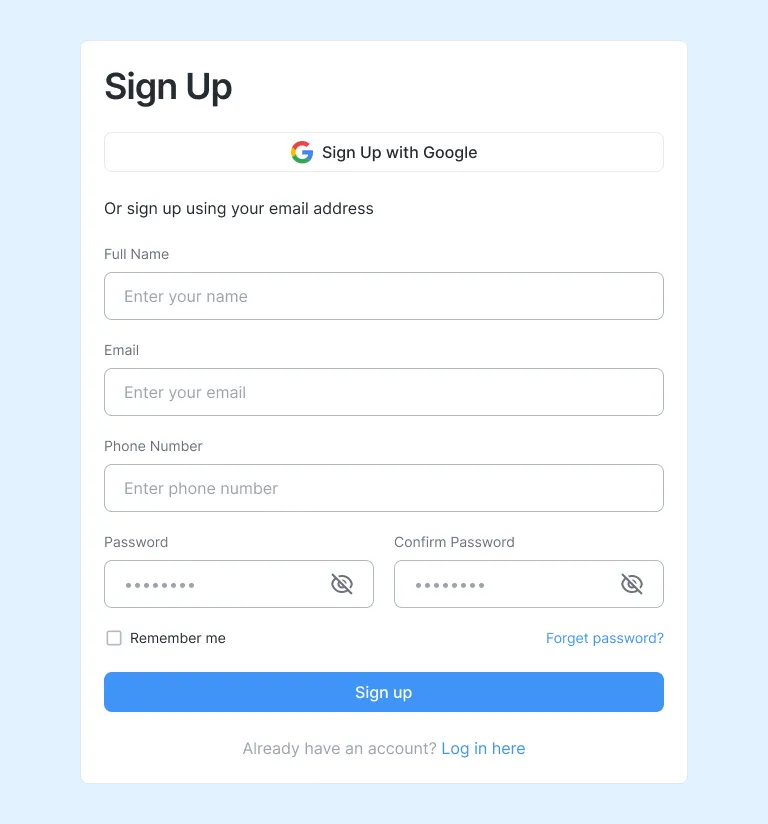 Sign Up
Sign Up with Google
Or sign up using your email address
Full Name
Enter your name
Email
Enter your email
Phone Number
Enter phone number
Password Confirm Password
•••••••• ••••••••
Remember me Forget password?
Sign up
Already have an account? Log in here